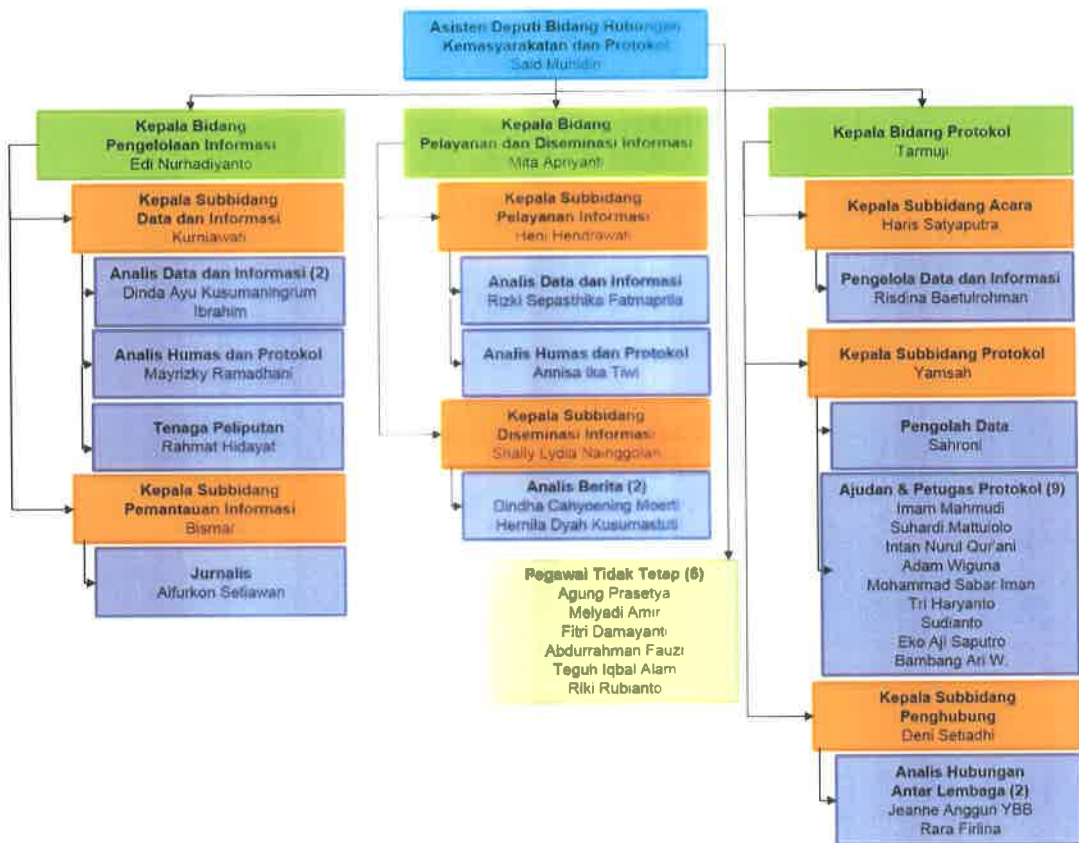 Asisten Deputi Bidang Hubungan
Kemasyarakatan dan Protokol
Said Muhidin
Kepala Bidang
Pengelolaan Informasi
Edi Nurhadiyanto
Kepala Subbidang
Data dan Informasi
Kurniawati
Analis Data dan Informasi (2)
Dinda Ayu Kusumaningrum
Ibrahim
Analis Humas dan Protokol
Mayrizky Ramadhani
Tenaga Peliputan
Rahmat Hidayat
Kepala Subbidang
Pemantauan Informasi
Bismar
Jurnalis
Alfurkon Setiawan
Kepala Bidang
Pelayanan dan Diseminasi Informasi
Mita Apriyanti
Kepala Subbidang
Pelayanan Informasi
Heni Hendrawati
Analis Data dan Informasi
Rizki Sepasthika Fatmaprila
Analis Humas dan Protokol
Annisa Ika Tiwi
Kepala Subbidang
Diseminasi Informasi
Shally Lydia Nainggolan
Analis Berita (2)
Dindha Cahyoening Moerti
Hernila Dyah Kusumastuti
Pegawai Tidak Tetap (6)
Agung Prasetya
Melyadi Amir
Fitri Damayanti
Abdurrahman Fauzi
Teguh Iqbal Alam
Riki Rubianto
Kepala Bidang Protokol
Tarmuji
Kepala Subbidang Acara
Haris Satyaputra
Pengelola Data dan Informasi
Risdina Baetulrohman
Kepala Subbidang Protokol
Yamsah
Pengolah Data
Sahroni
Ajudan & Petugas Protokol (9)
Imam Mahmudi
Suhardi Mattuiolo
Intan Nurul Qur'ani
Adam Wiguna
Mohammad Sabar Iman
Tri Haryanto
Sudianto
Eko Aji Saputro
Bambang Ari W.
Kepala Subbidang
Penghubung
Deni Setiadhi
Analis Hubungan
Antar Lembaga (2)
Jeanne Anggun YBB
Rara Firlina